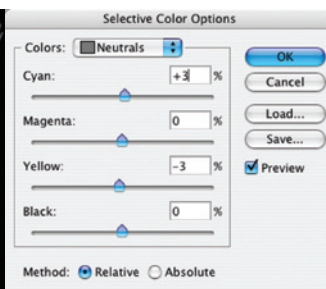 Selective Color Options
Colors: Neutrals
Cyan: +3 %
Magenta: 0 %
Yellow: -3 %
Black: 0 %
Method: Relative Absolute
OK
Cancel
Load...
Save...
Preview